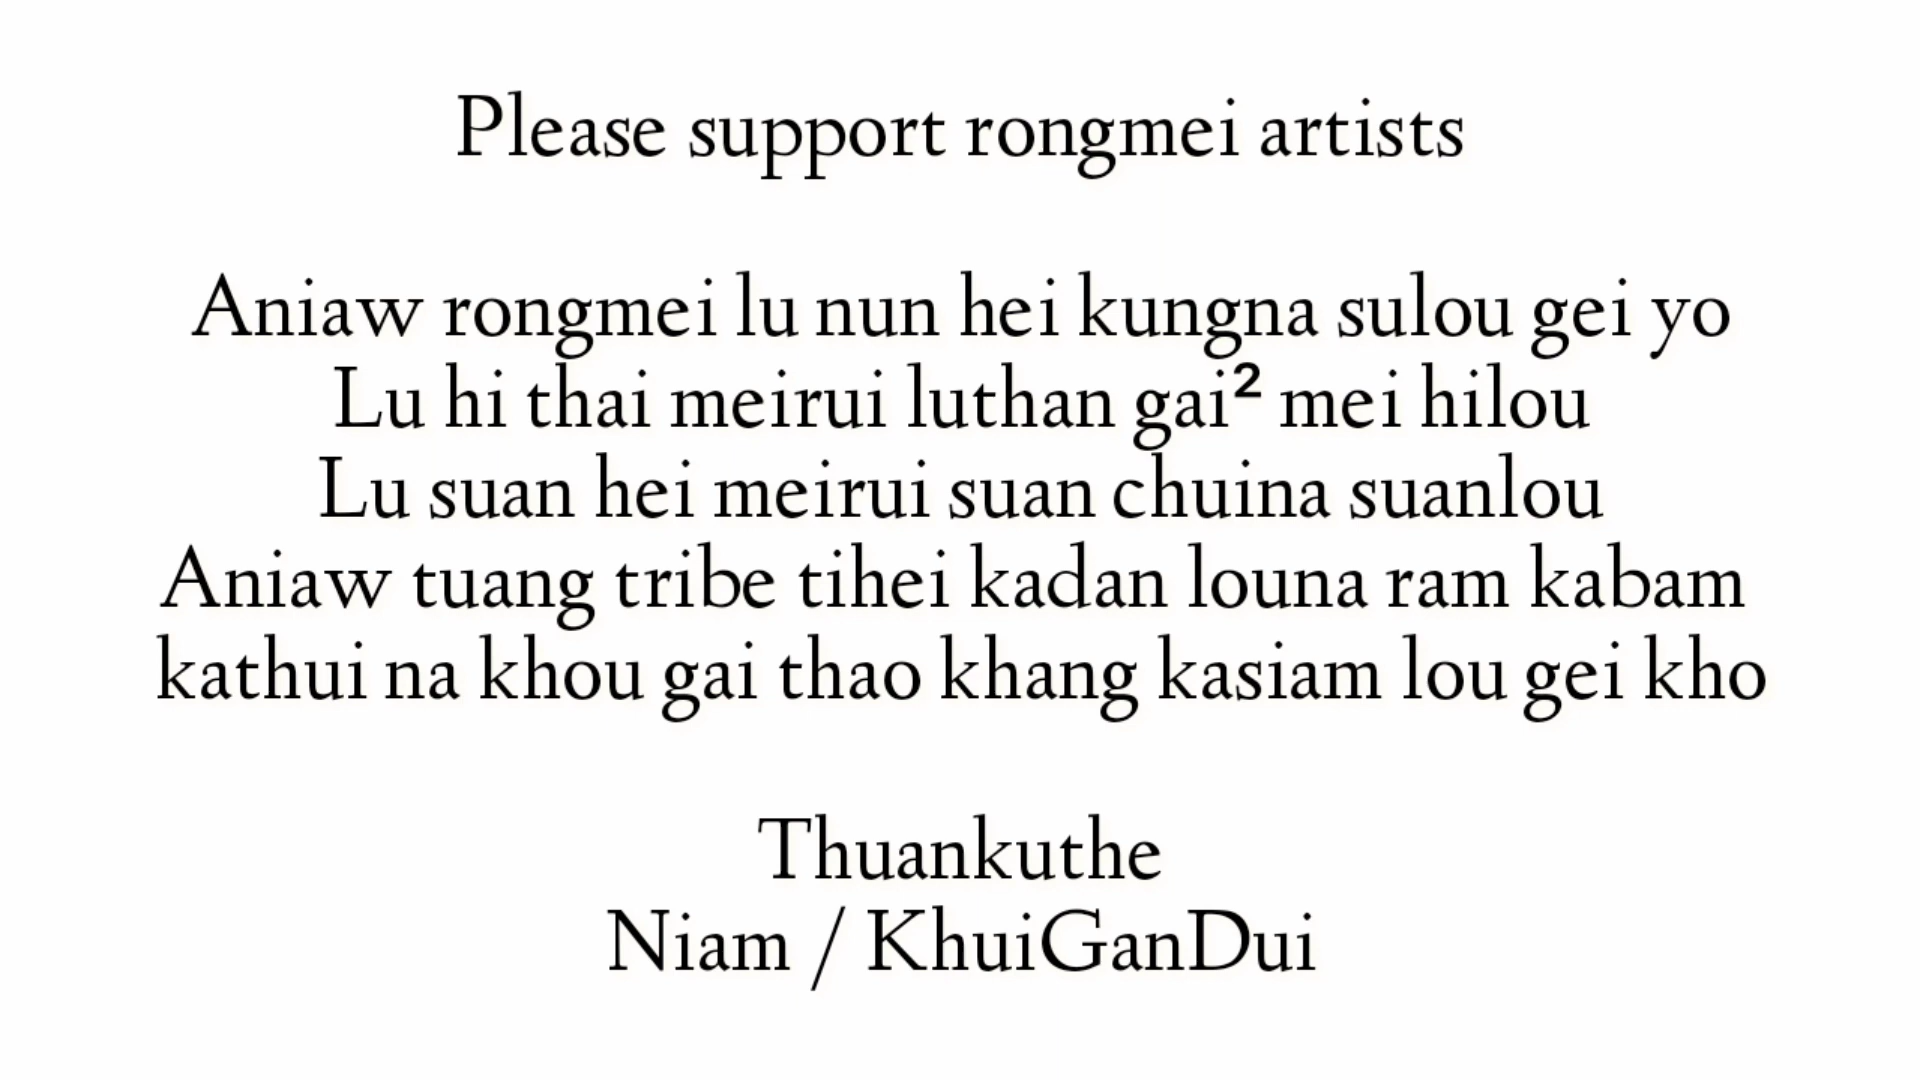 Please support rongmei artists
Aniaw rongmei lu nun hei kungna sulou gei yo
Lu hi thai meirui luthan gai² mei hilou
Lu suan hei meirui suan chuina suanlou
Aniaw tuang tribe tihei kadan louna ram kabam
kathui na khou gai thao khang kasiam lou gei kho
Thuankuthe
Niam / KhuiGanDui